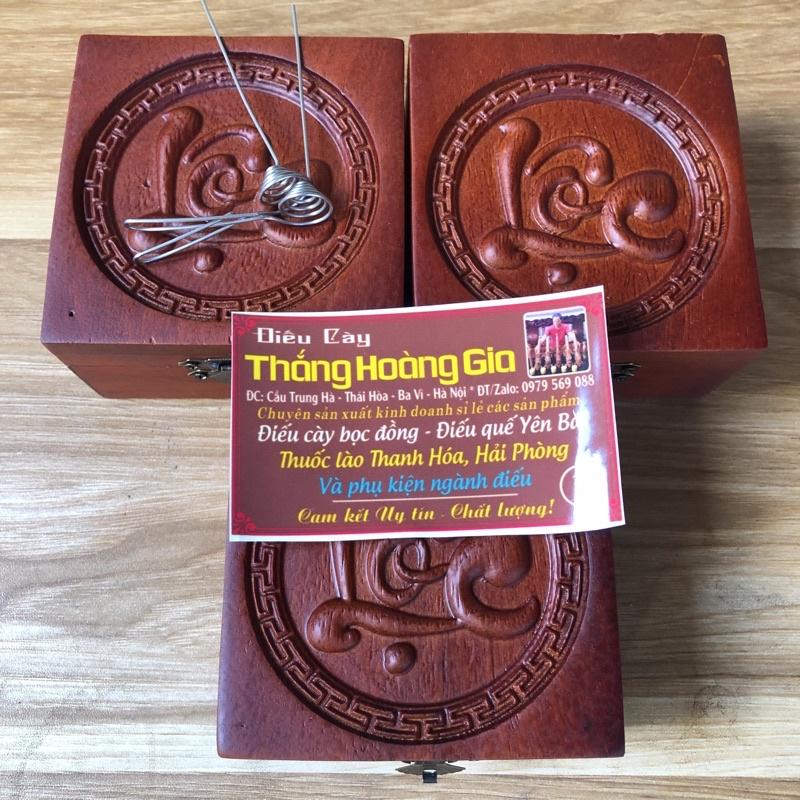 Lộc
Lộc
Điếu Cày
Thắng Hoàng Gia
ĐC: Cầu Trung Hà - Thái Hòa - Ba Vì - Hà Nội * ĐT/Zalo: 0979 569 088
Chuyên sản xuất kinh doanh sỉ lẻ các sản phẩm
Điếu cày bọc đồng - Điếu quế Yên
Thuốc lào Thanh Hóa, Hải Phòng
Và phụ kiện ngành điếu
Cam kết Uy tín - Chất lượng!
Lộc